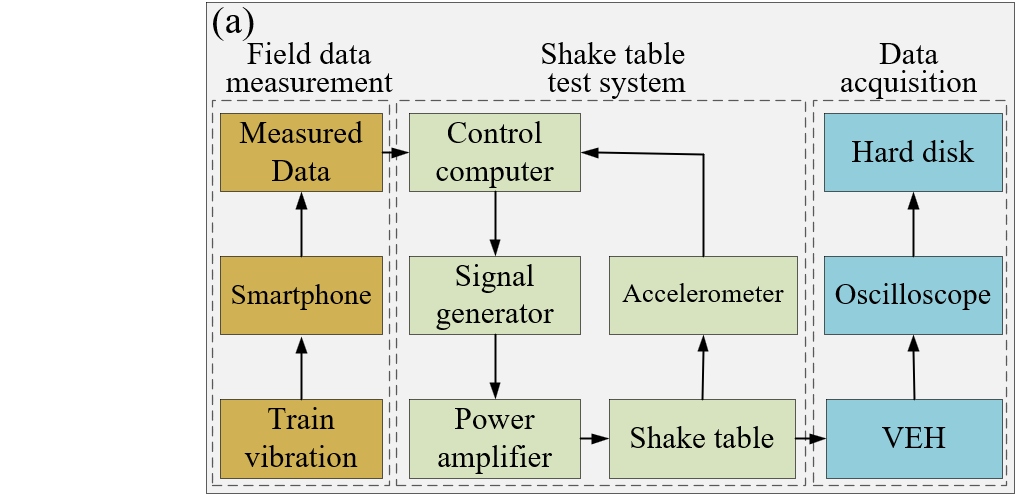 (a)
Field data
measurement
Shake table
test system
Data
acquisition
Measured
Data
Control
computer
Hard disk
Smartphone
Signal
generator
Accelerometer
Oscilloscope
Train
vibration
Power
amplifier
Shake table
VEH